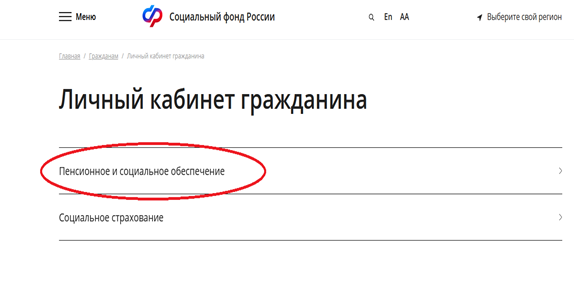 Меню Социальный фонд России En АА Выберите свой регион
Главная / Гражданам / Личный кабинет гражданина
Личный кабинет гражданина
Пенсионное и социальное обеспечение
Социальное страхование